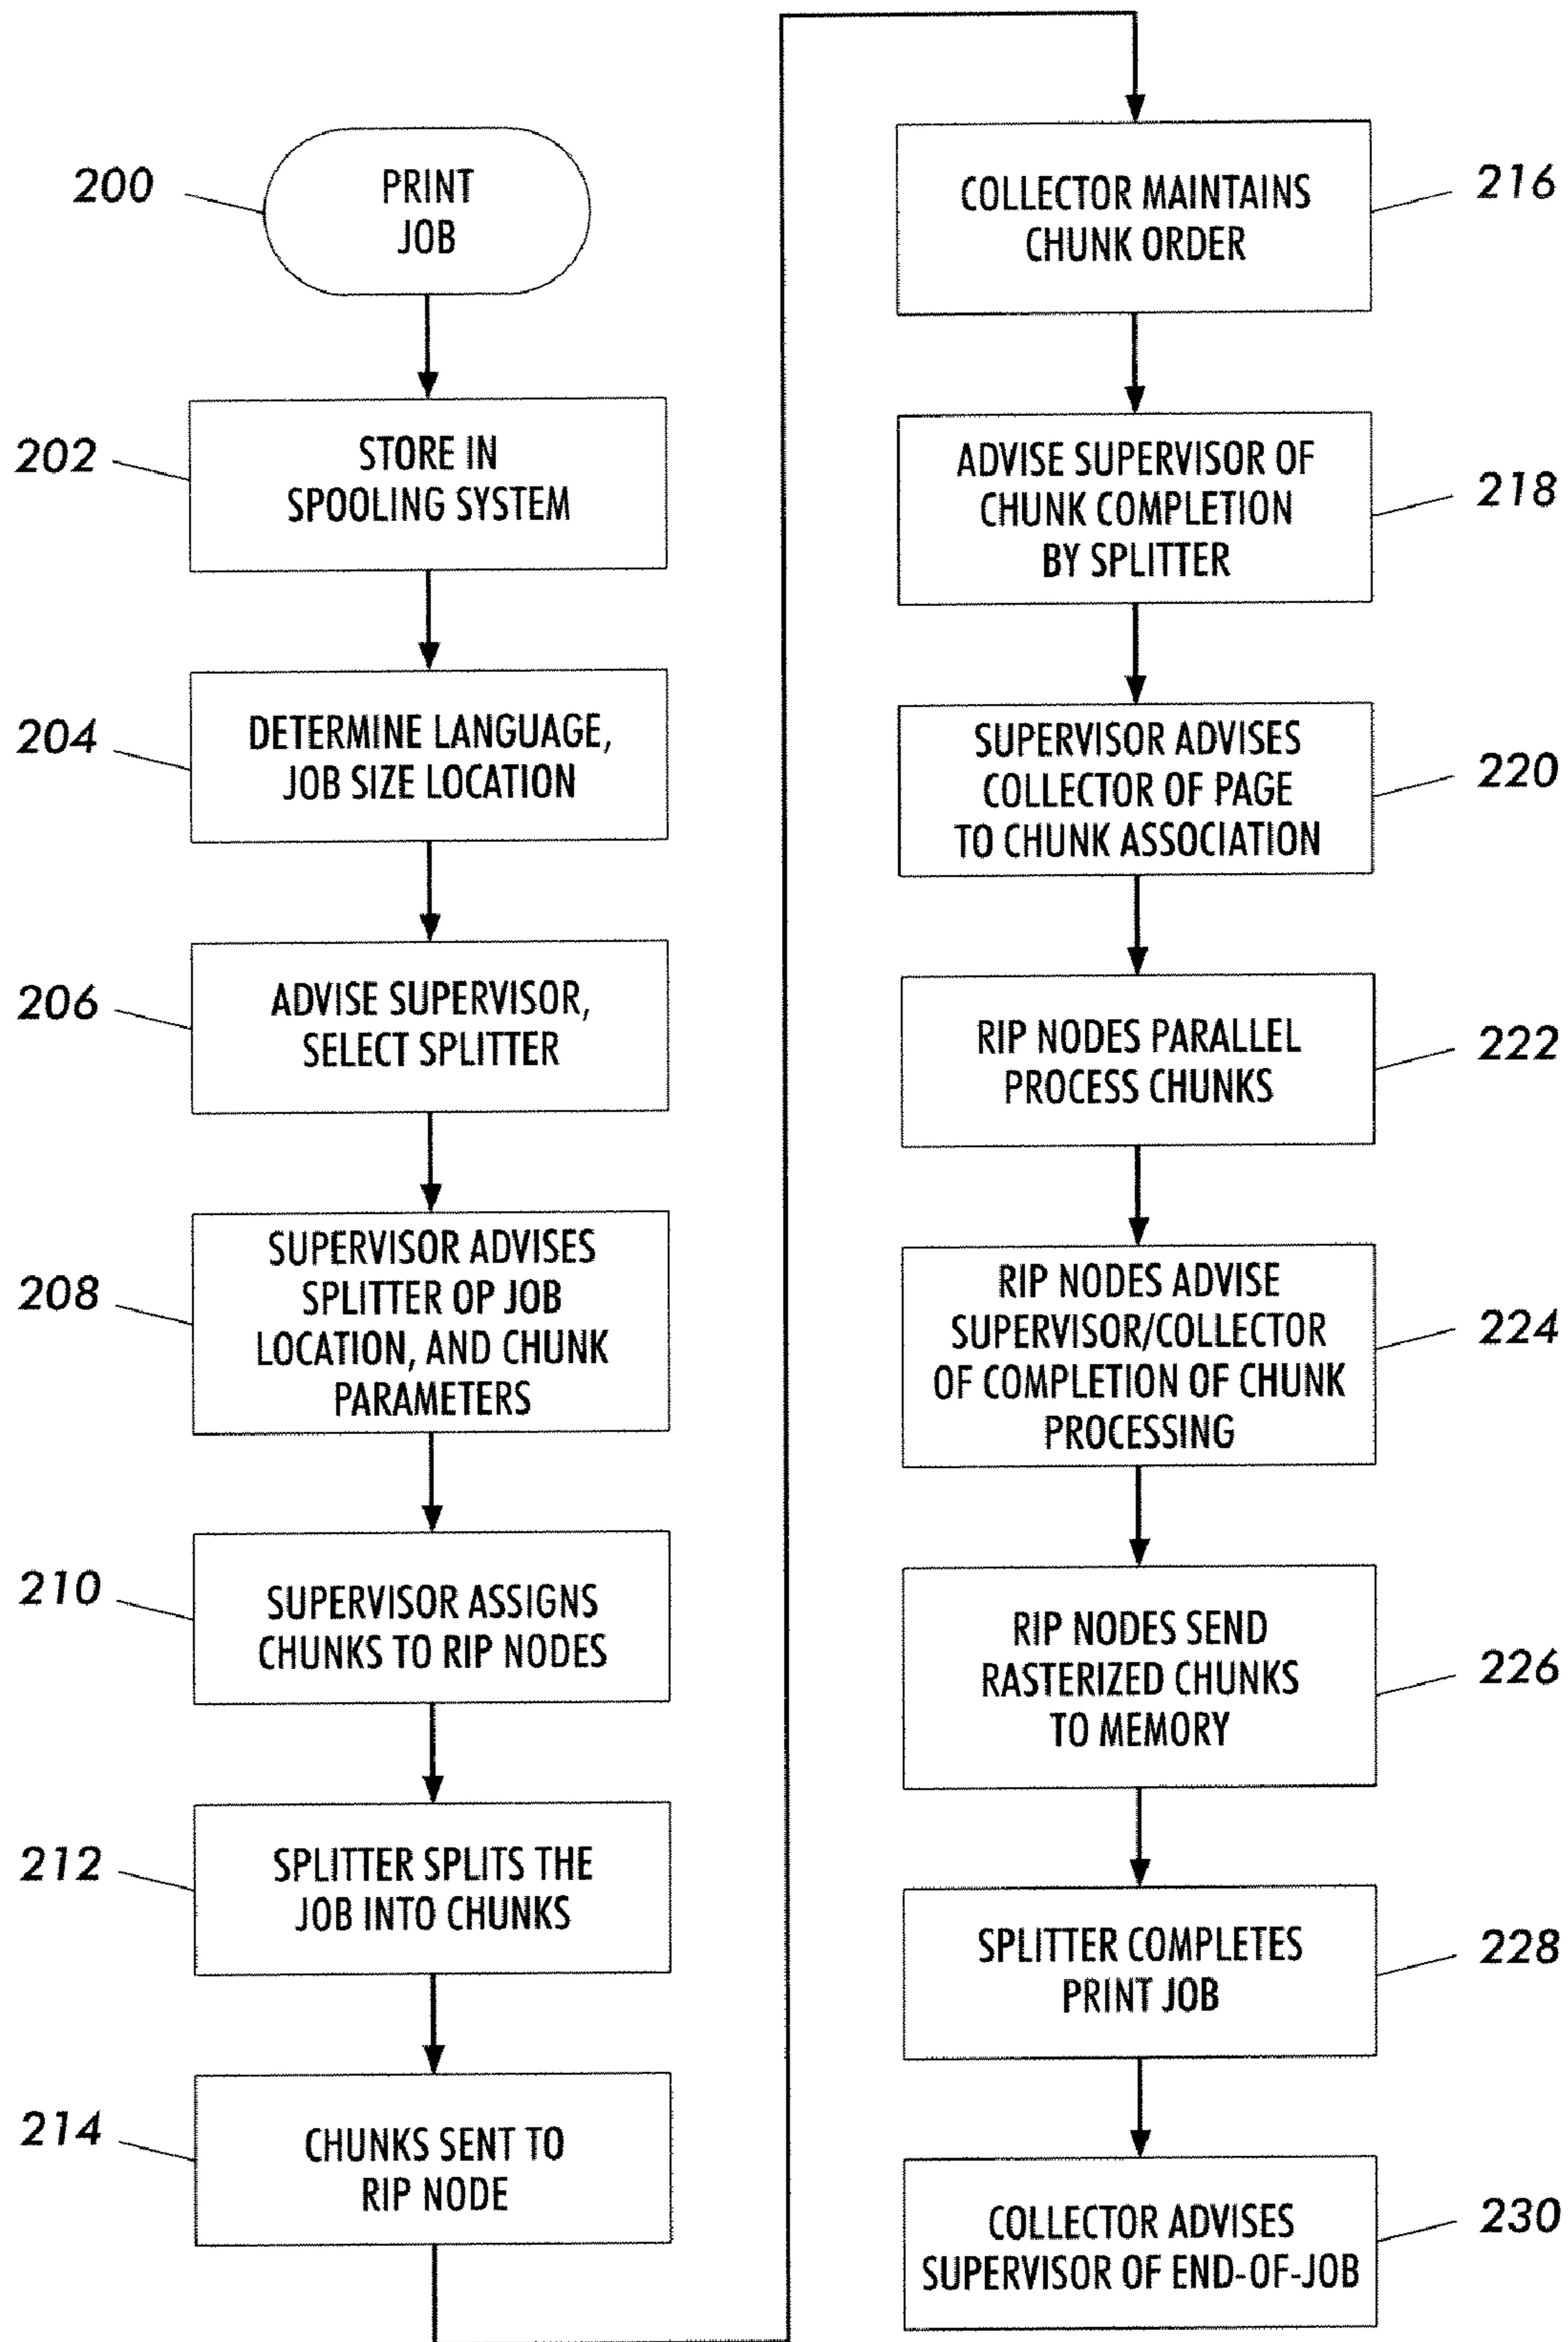 200
PRINT
JOB
202
STORE IN
SPOOLING SYSTEM
204
DETERMINE LANGUAGE,
JOB SIZE LOCATION
206
ADVISE SUPERVISOR,
SELECT SPLITTER
208
SUPERVISOR ADVISES
SPLITTER OP JOB
LOCATION, AND CHUNK
PARAMETERS
210
SUPERVISOR ASSIGNS
CHUNKS TO RIP NODES
212
SPLITTER SPLITS THE
JOB INTO CHUNKS
214
CHUNKS SENT TO
RIP NODE
COLLECTOR MAINTAINS
CHUNK ORDER
216
ADVISE SUPERVISOR OF
CHUNK COMPLETION
BY SPLITTER
218
SUPERVISOR ADVISES
COLLECTOR OF PAGE
TO CHUNK ASSOCIATION
220
RIP NODES PARALLEL
PROCESS CHUNKS
222
RIP NODES ADVISE
SUPERVISOR/COLLECTOR
OF COMPLETION OF CHUNK
PROCESSING
224
RIP NODES SEND
RASTERIZED CHUNKS
TO MEMORY
226
SPLITTER COMPLETES
PRINT JOB
228
COLLECTOR ADVISES
SUPERVISOR OF END-OF-JOB
230